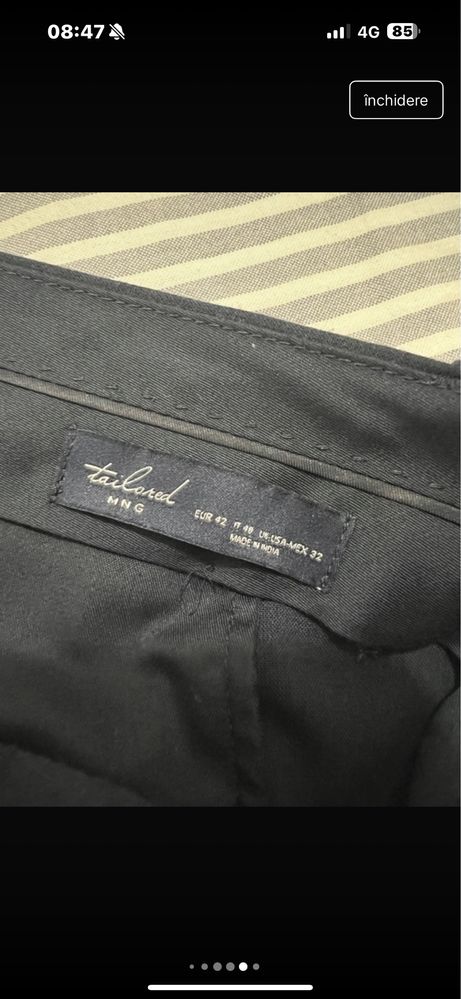 08:47
4G 85
închidere
tailored
MNG
EUR 42 IT 48 UK-USA-MEX 32
MADE IN INDIA